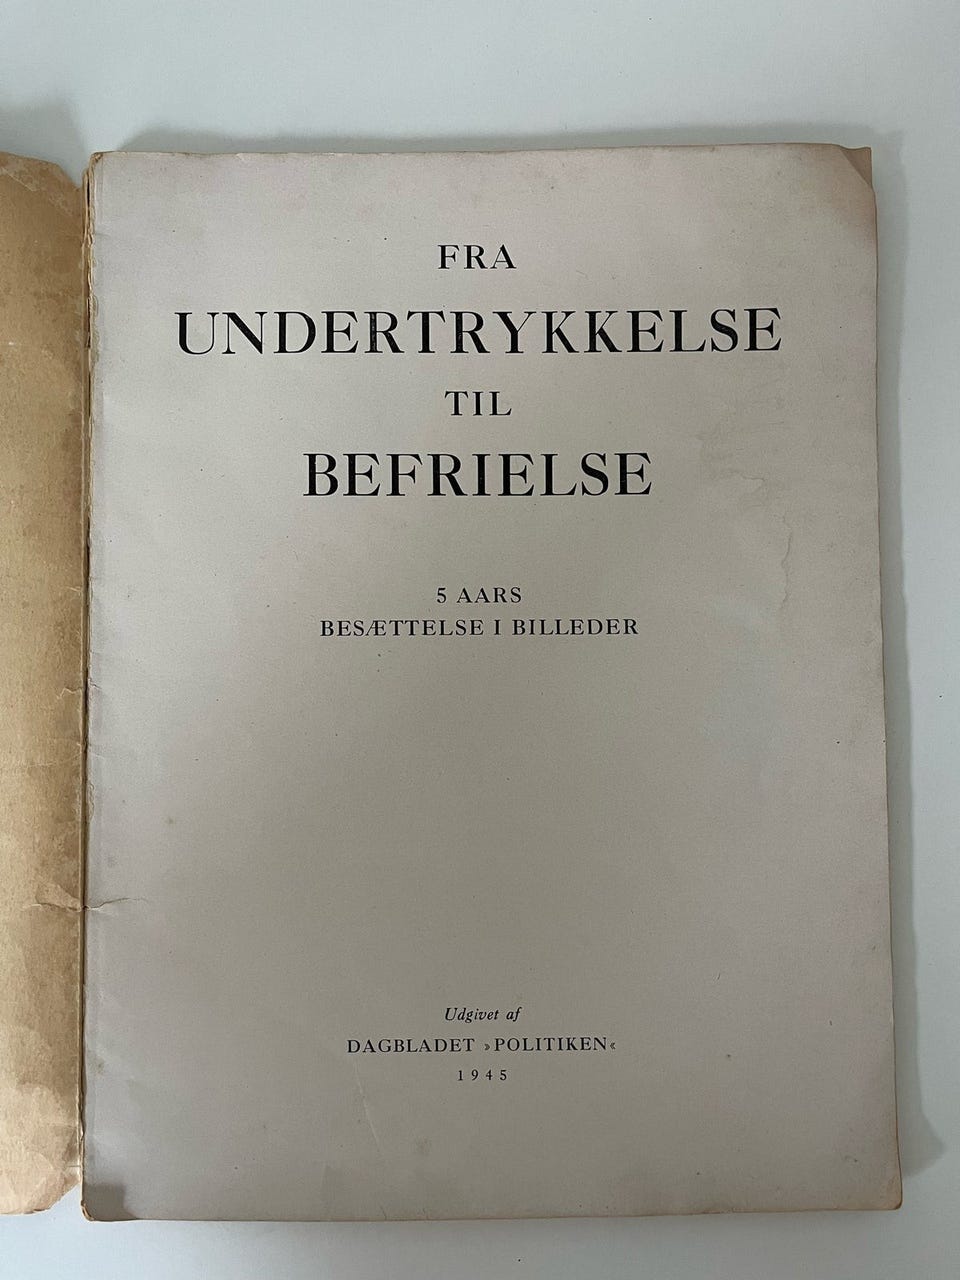 FRA
UNDERTRYKKELSE
TIL
BEFRIELSE
5 AARS
BESÆTTELSE I BILLEDER
Udgivet af
DAGBLADET »POLITIKEN«
1945